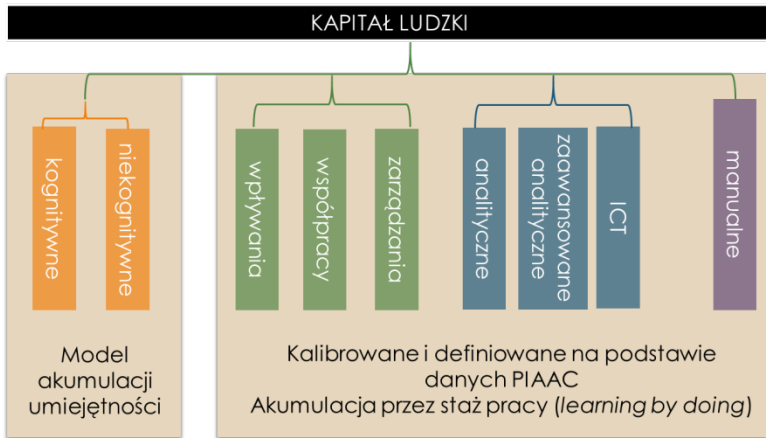 KAPITAŁ LUDZKI
kognitywne
niekognitywne
wpływania
współpracy
zarządzania
analityczne
zaawansowane
analityczne
ICT
manualne
Model
akumulacji
umiejętności
Kalibrowane i definiowane na podstawie
danych PIAAC
Akumulacja przez staż pracy (learning by doing)